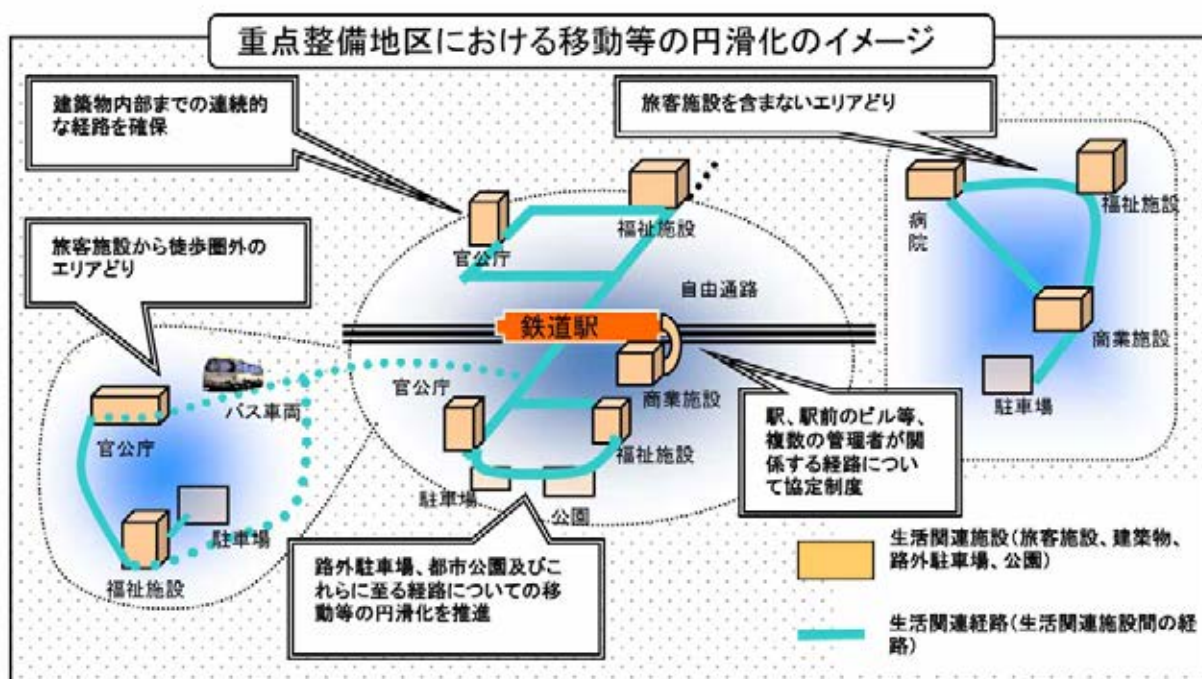 重点整備地区における移動等の円滑化のイメージ
建築物内部までの連続的
な経路を確保
旅客施設を含まないエリアどり
旅客施設から徒歩圏外の
エリアどり
官公庁
福祉施設
自由通路
鉄道駅
病
院
福祉施設
商業施設
駐車場
バス車両
官公庁
駐車場
福祉施設
官公庁
商業施設
福祉施設
駐車場
公園
駅、駅前のビル等、
複数の管理者が関
係する経路につい
て協定制度
路外駐車場、都市公園及びこ
れらに至る経路についての移
動等の円滑化を推進
生活関連施設(旅客施設、建築物、
路外駐車場、公園)
生活関連経路(生活関連施設間の経
路)